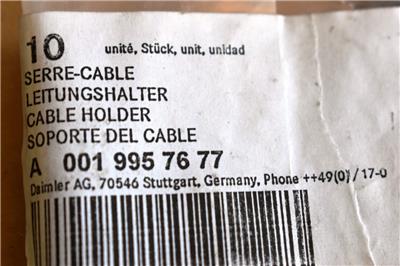 10 unité, Stück, unit, unidad
SERRE-CABLE
LEITUNGSHALTER
CABLE HOLDER
SOPORTE DEL CABLE
A 001 995 76 77
Daimler AG, 70546 Stuttgart, Germany, Phone ++49(0)/17-0